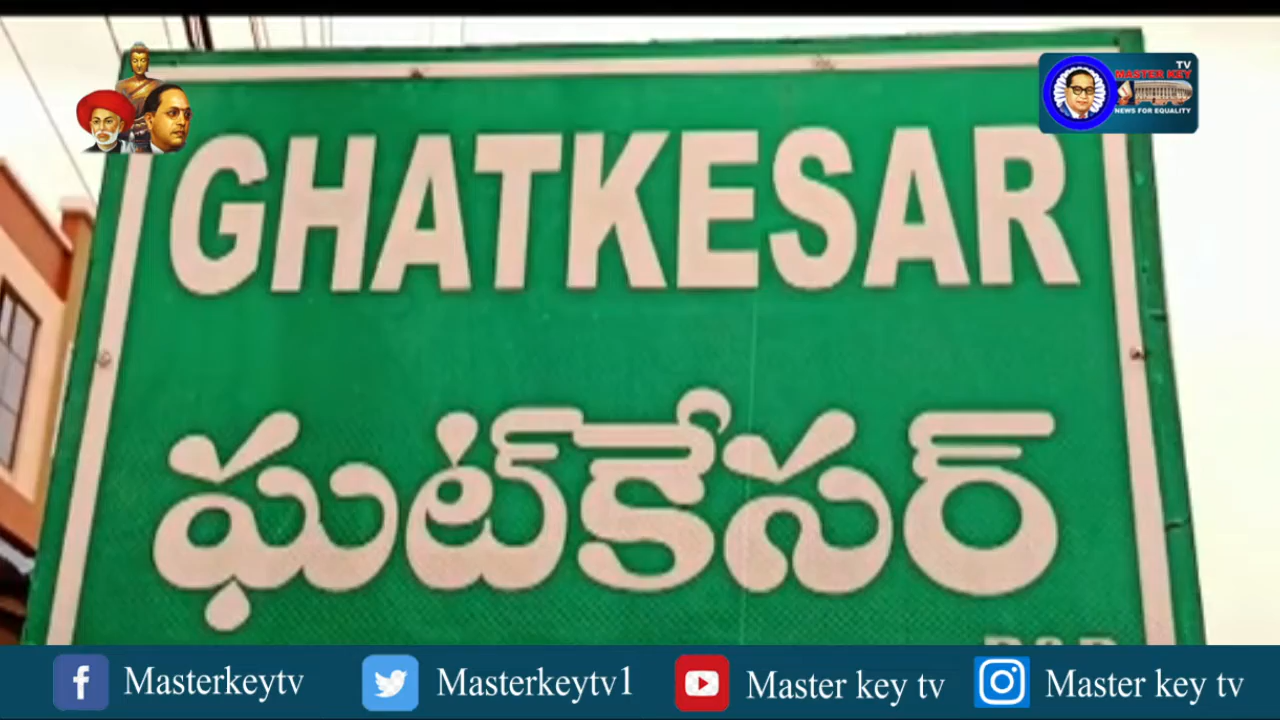 TV
MASTER KEY
NEWS FOR EQUALITY
GHATKESAR
ఘట్‌కేసర్
Masterkeytv
Masterkeytv1
Master key tv
Master key tv